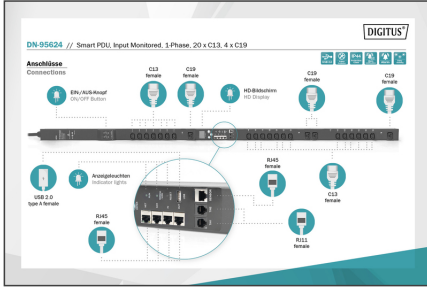 DIGITUS®
DN-95624 // Smart PDU, Input Monitored, 1-Phase, 20 x C13, 4 x C19
Anschlüsse
Connections
EIN-/AUS-Knopf
ON/OFF Button
C13
female
C19
female
HD-Bildschirm
HD Display
C19
female
C19
female
USB 2.0
type A female
Anzeigeleuchten
Indicator lights
RJ45
female
RJ45
female
C13
female
RJ11
female